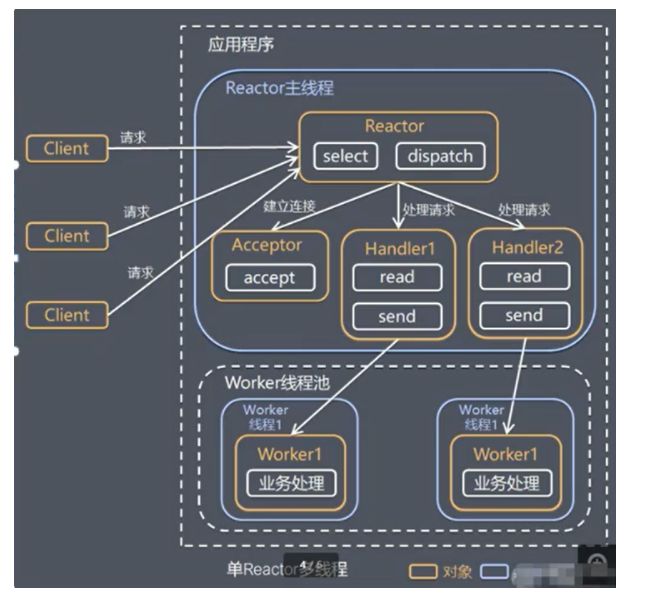 应用程序
Reactor主线程
Reactor
select
dispatch
Client
请求
Client
请求
Client
请求
建立连接
处理请求
处理请求
Acceptor
accept
Handler1
read
send
Handler2
read
send
Worker线程池
Worker
线程1
Worker1
业务处理
Worker
线程1
Worker1
业务处理
单Reactor多线程
4/6
对象